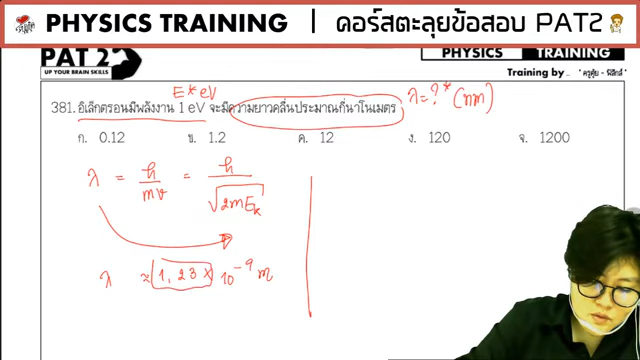 PHYSICS TRAINING | คอร์สตะลุยข้อสอบ PAT2
PAT 2
UP YOUR BRAIN SKILLS
PHYSICS TRAINING
Training by..
E* eV
381. อิเล็กตรอนมีพลังงาน 1 eV จะมีความยาวคลื่นประมาณกี่นาโนเมตร
λ = ?* (nm)
ก. 0.12 ข. 1.2 ค. 12 ง. 120 จ. 1200
λ = h/mv = h/√2mEk
λ ≈ 1,23 × 10⁻⁹ m